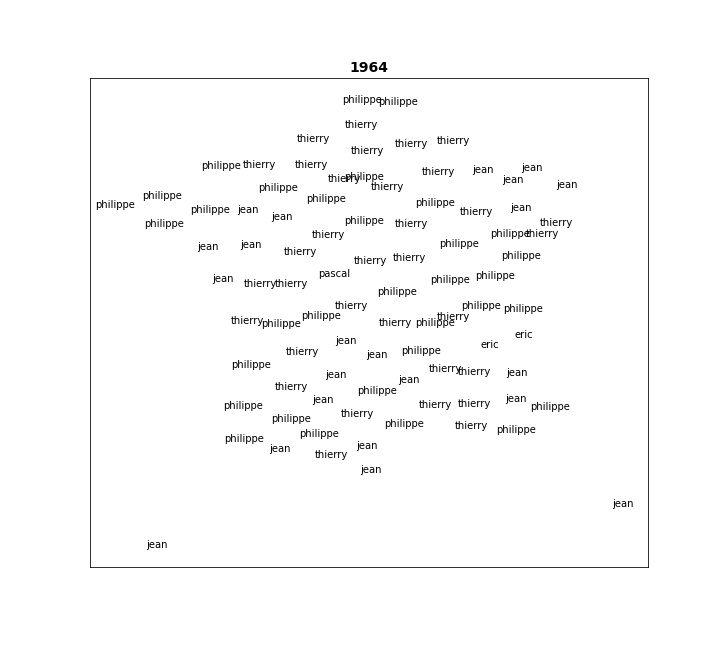 1964
philippe philippe
thierry
thierry thierry thierry
thierry
philippe thierry thierry thierry jean jean
thierry philippe jean
philippe thierry jean
philippe philippe philippe
philippe jean philippe thierry jean
philippe jean philippe thierry thierry
thierry philippe thierry
jean jean thierry philippe
thierry thierry philippe
pascal philippe
jean thierry thierry philippe
philippe
thierry philippe philippe
thierry philippe philippe thierry philippe thierry
eric
jean eric
thierry jean philippe
philippe thierry thierry jean
jean jean
thierry philippe
jean jean
philippe thierry thierry philippe
thierry
philippe philippe thierry philippe
philippe philippe
jean thierry jean
jean
jean
jean